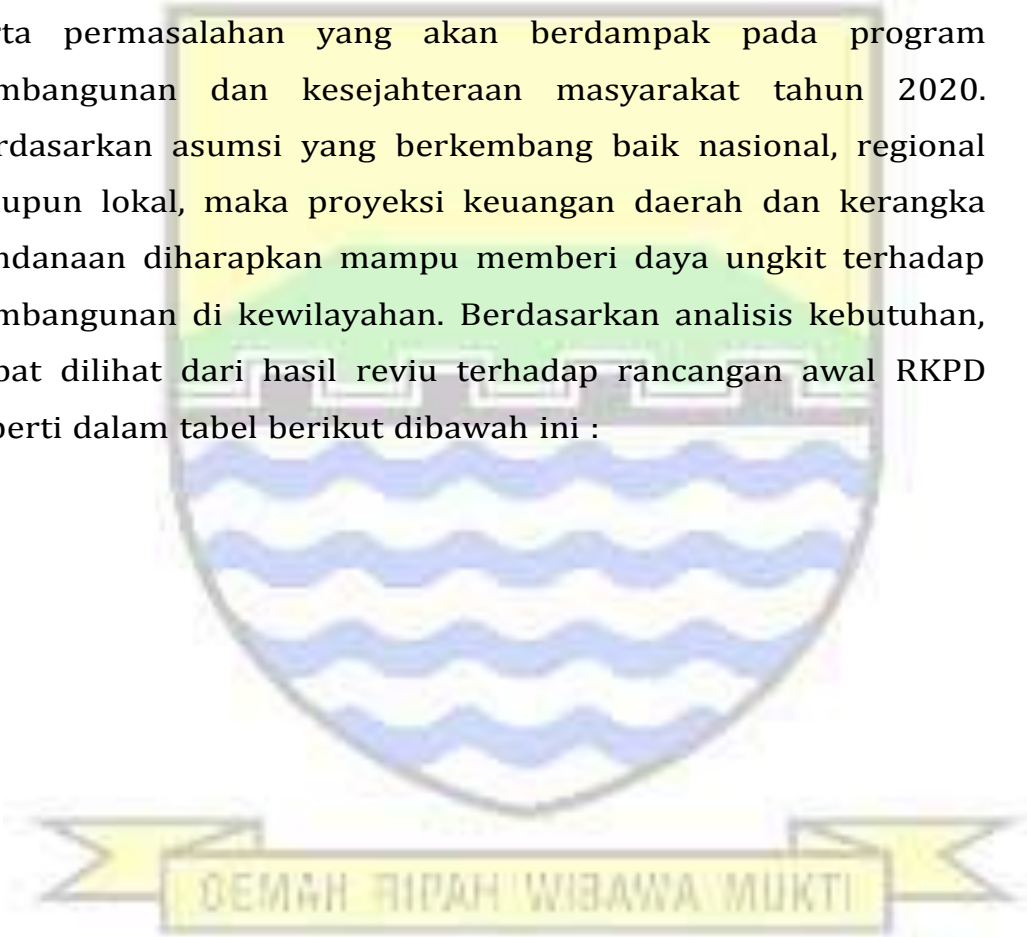 rta permasalahan yang akan berdampak pada program
mbangunan dan kesejahteraan masyarakat tahun 2020.
rdasarkan asumsi yang berkembang baik nasional, regional
upun lokal, maka proyeksi keuangan daerah dan kerangka
ndanaan diharapkan mampu memberi daya ungkit terhadap
mbangunan di kewilayahan. Berdasarkan analisis kebutuhan,
pat dilihat dari hasil reviu terhadap rancangan awal RKPD
perti dalam tabel berikut dibawah ini :
GEMAH RIPAH WIBAWA MUKTI